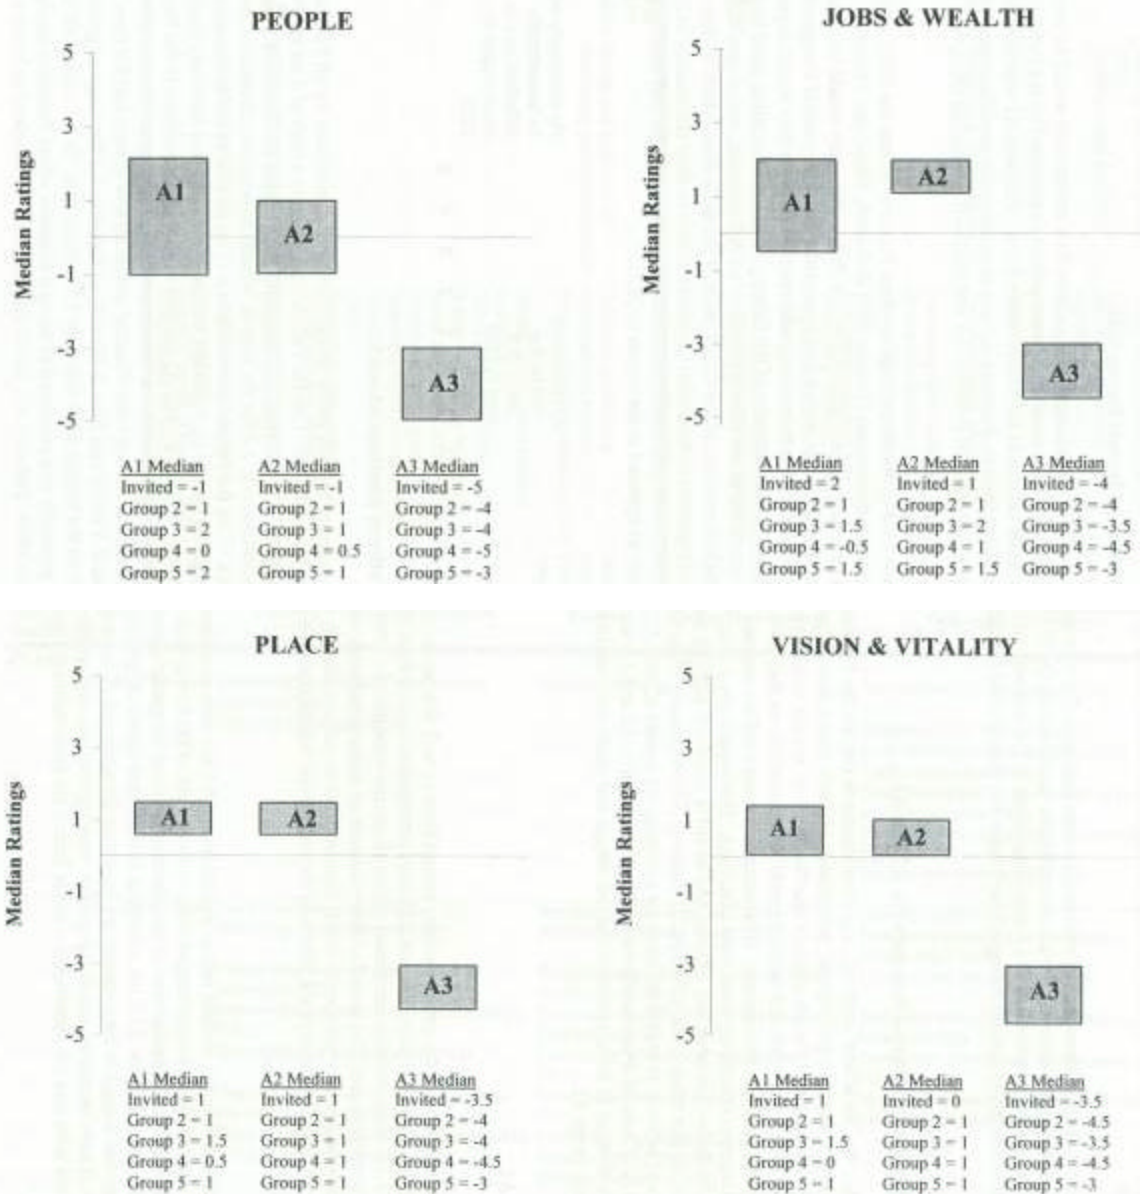 PEOPLE
5
3
1
-1
-3
-5
Median Ratings
A1
A2
A3
A1 Median A2 Median A3 Median
Invited = -1 Invited = -1 Invited = -5
Group 2 = 1 Group 2 = 1 Group 2 = -4
Group 3 = 2 Group 3 = 1 Group 3 = -4
Group 4 = 0 Group 4 = 0.5 Group 4 = -5
Group 5 = 2 Group 5 = 1 Group 5 = -3
JOBS & WEALTH
5
3
1
-1
-3
-5
Median Ratings
A1
A2
A3
A1 Median A2 Median A3 Median
Invited = 2 Invited = 1 Invited = -4
Group 2 = 1 Group 2 = 1 Group 2 = -4
Group 3 = 1.5 Group 3 = 2 Group 3 = -3.5
Group 4 = -0.5 Group 4 = 1 Group 4 = -4.5
Group 5 = 1.5 Group 5 = 1.5 Group 5 = -3
PLACE
5
3
1
-1
-3
-5
Median Ratings
A1
A2
A3
A1 Median A2 Median A3 Median
Invited = 1 Invited = 1 Invited = -3.5
Group 2 = 1 Group 2 = 1 Group 2 = -4
Group 3 = 1.5 Group 3 = 1 Group 3 = -4
Group 4 = 0.5 Group 4 = 1 Group 4 = -4.5
Group 5 = 1 Group 5 = 1 Group 5 = -3
VISION & VITALITY
5
3
1
-1
-3
-5
Median Ratings
A1
A2
A3
A1 Median A2 Median A3 Median
Invited = 1 Invited = 0 Invited = -3.5
Group 2 = 1 Group 2 = 1 Group 2 = -4.5
Group 3 = 1.5 Group 3 = 1 Group 3 = -3.5
Group 4 = 0 Group 4 = 1 Group 4 = -4.5
Group 5 = 1 Group 5 = 1 Group 5 = -3